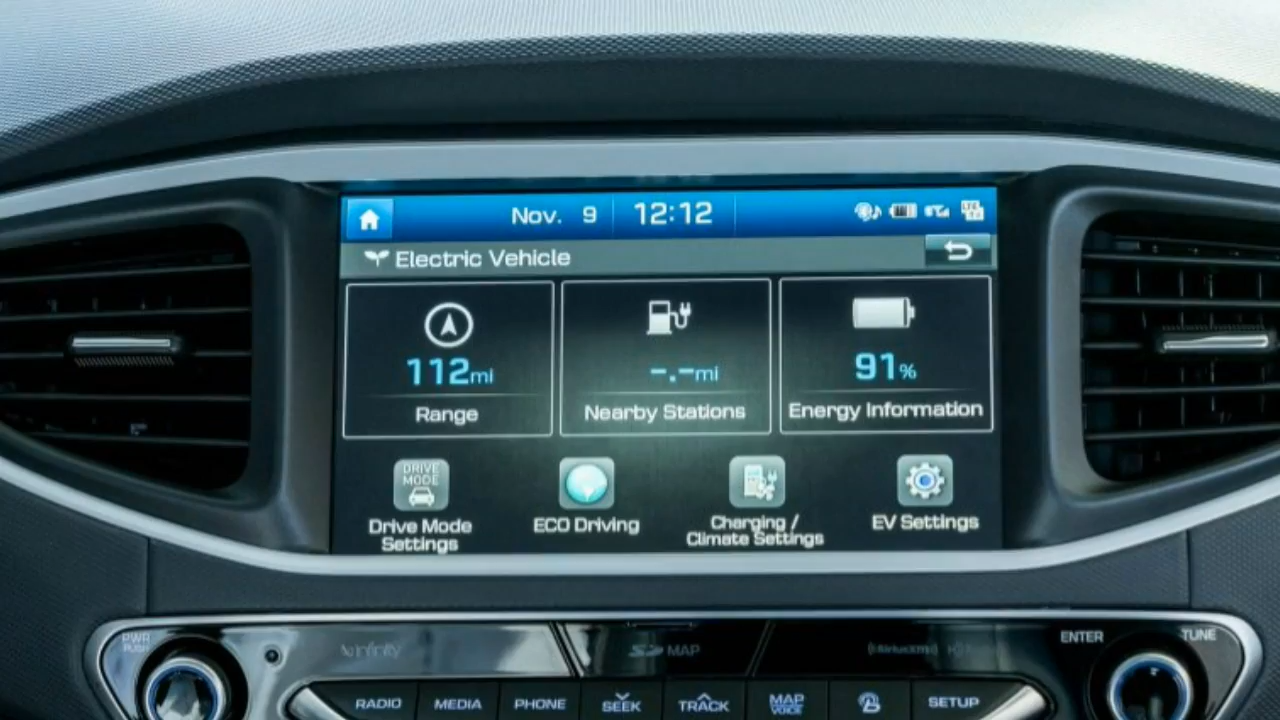 Nov. 9 12:12
Electric Vehicle
112mi
Range
-.-mi
Nearby Stations
91%
Energy Information
DRIVE
MODE
Drive Mode
Settings
ECO Driving
Charging /
Climate Settings
EV Settings
PWR
PUSH
infinity
MAP
((SiriusXM))
ENTER
TUNE
RADIO
MEDIA
PHONE
SEEK
TRACK
MAP
VOICE
SETUP